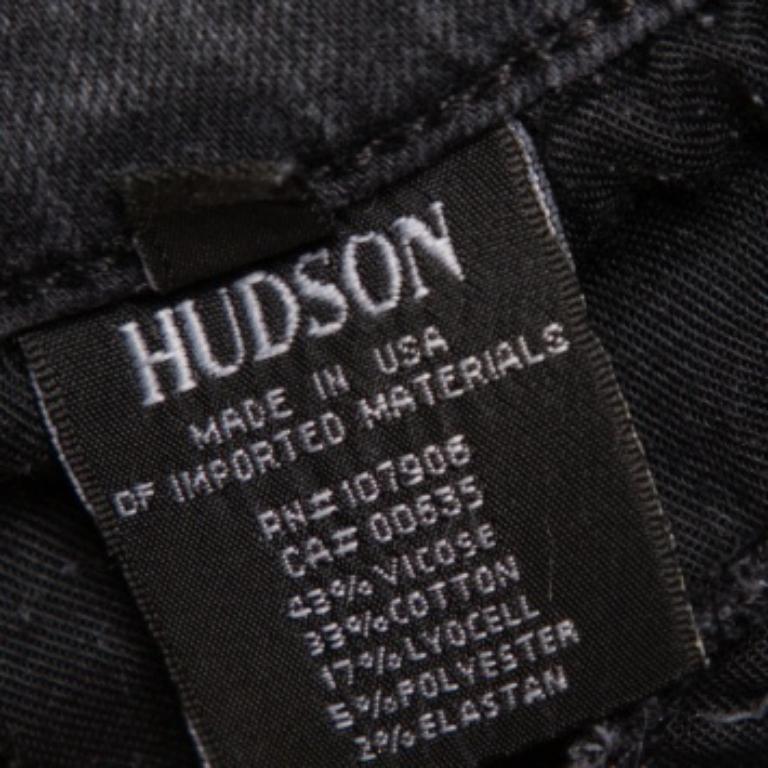 HUDSON
MADE IN USA
OF IMPORTED MATERIALS
RN# 107906
CA# 00635
43% VICOSE
33% COTTON
17% LYOCELL
5% POLYESTER
2% ELASTAN